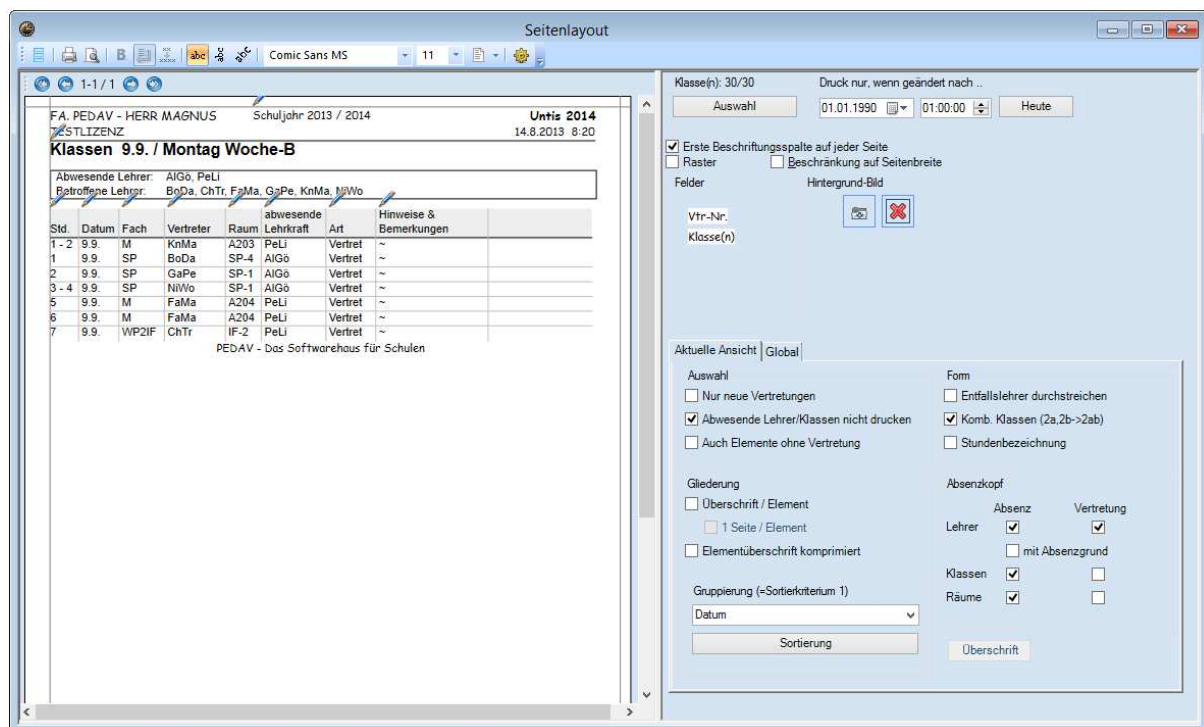 Seitenlayout
B abc abc abc Comic Sans MS 11
1-1 / 1
FA. PEDAV - HERR MAGNUS Schuljahr 2013 / 2014 Untis 2014
TESTLIZENZ 14.8.2013 8:20
Klassen 9.9. / Montag Woche-B
Abwesende Lehrer: AlGö, PeLi
Betroffene Lehrer: BoDa, ChTr, FaMa, GaPe, KnMa, NiWo
abwesende Hinweise &
Std. Datum Fach Vertreter Raum Lehrkraft Art Bemerkungen
1 - 2 9.9. M KnMa A203 PeLi Vertret ~
1 9.9. SP BoDa SP-4 AlGö Vertret ~
2 9.9. SP GaPe SP-1 AlGö Vertret ~
3 - 4 9.9. SP NiWo SP-1 AlGö Vertret ~
5 9.9. M FaMa A204 PeLi Vertret ~
6 9.9. M FaMa A204 PeLi Vertret ~
7 9.9. WP2IF ChTr IF-2 PeLi Vertret ~
PEDAV - Das Softwarehaus für Schulen
Klasse(n): 30/30 Druck nur, wenn geändert nach ..
Auswahl 01.01.1990 01:00:00 Heute
Erste Beschriftungsspalte auf jeder Seite
Raster Beschränkung auf Seitenbreite
Felder Hintergrund-Bild
Vtr-Nr.
Klasse(n)
Aktuelle Ansicht Global
Auswahl Form
Nur neue Vertretungen Entfallslehrer durchstreichen
Abwesende Lehrer/Klassen nicht drucken Komb. Klassen (2a,2b->2ab)
Auch Elemente ohne Vertretung Stundenbezeichnung
Gliederung Absenzkopf
Überschrift / Element Absenz Vertretung
1 Seite / Element Lehrer
Elementüberschrift komprimiert mit Absenzgrund
Klassen
Gruppierung (=Sortierkriterium 1) Räume
Datum
Sortierung Überschrift